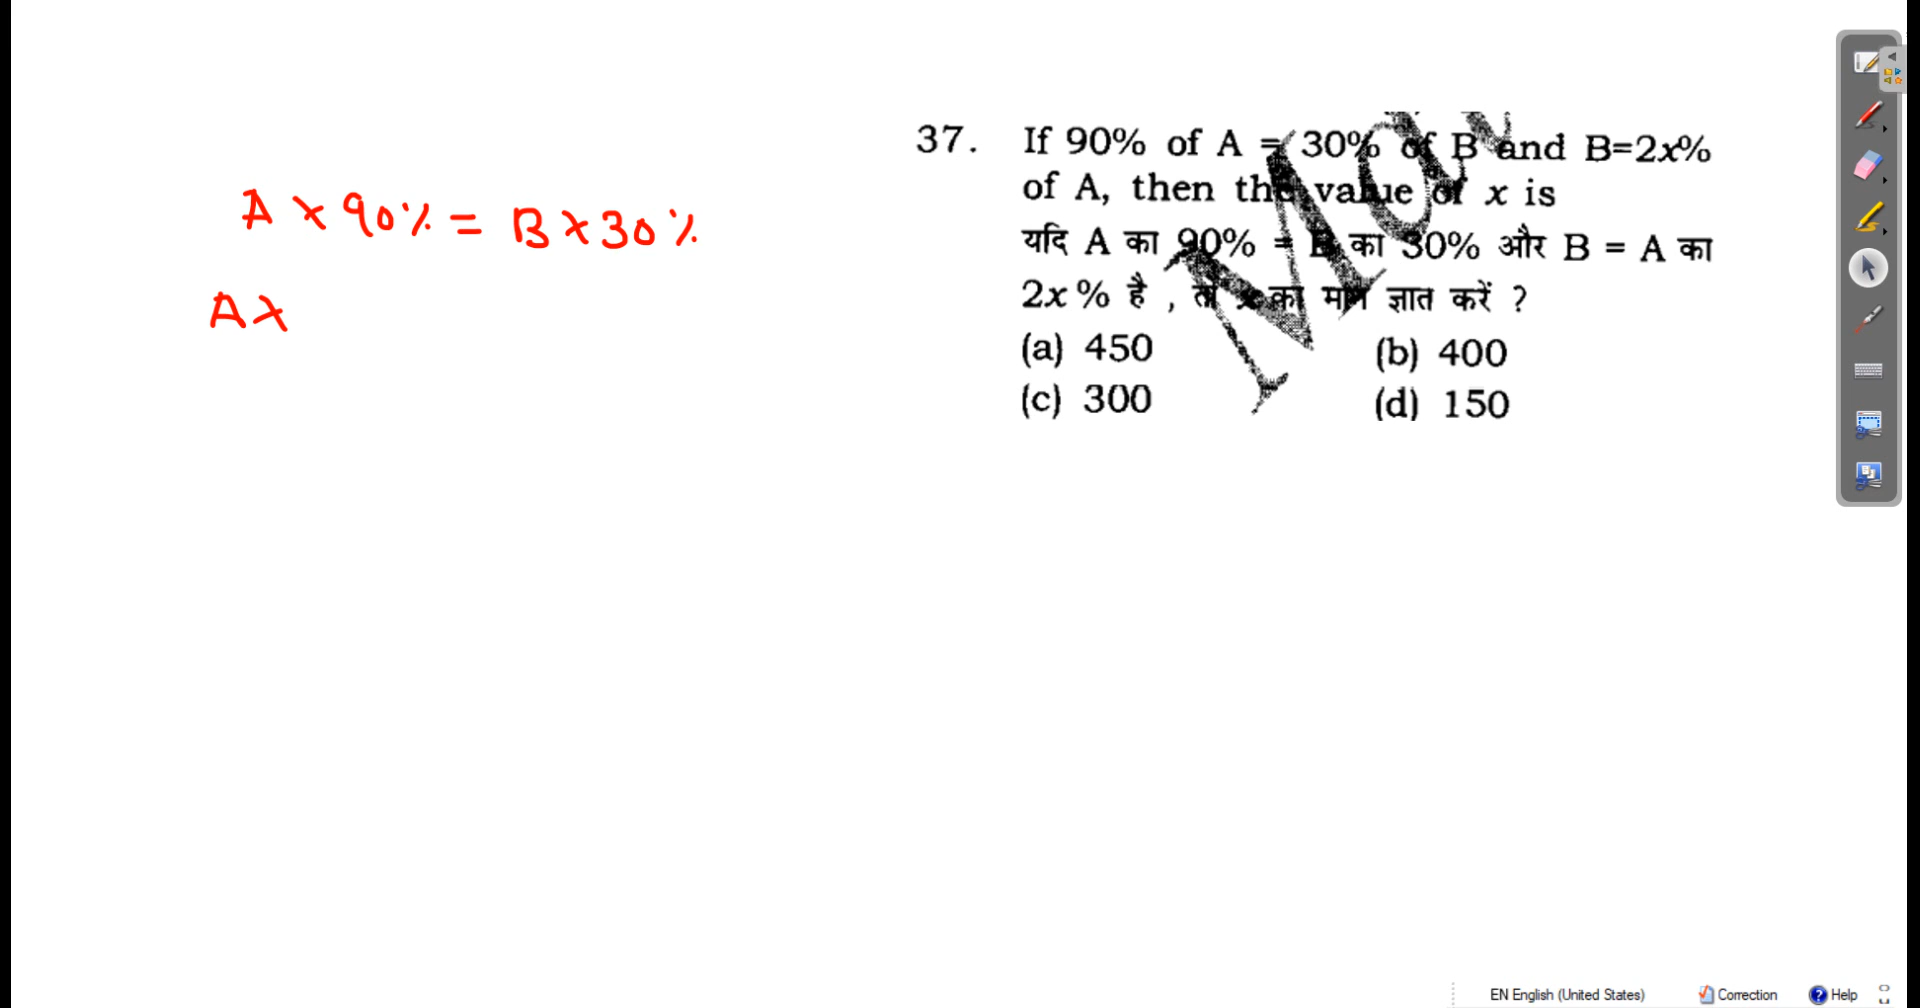 A × 90% = B × 30%
A ×
37. If 90% of A = 30% of B and B=2x%
of A, then the value of x is
यदि A का 90% = B का 30% और B = A का
2x % है , तो x का मान ज्ञात करें ?
(a) 450 (b) 400
(c) 300 (d) 150
EN English (United States) Correction Help